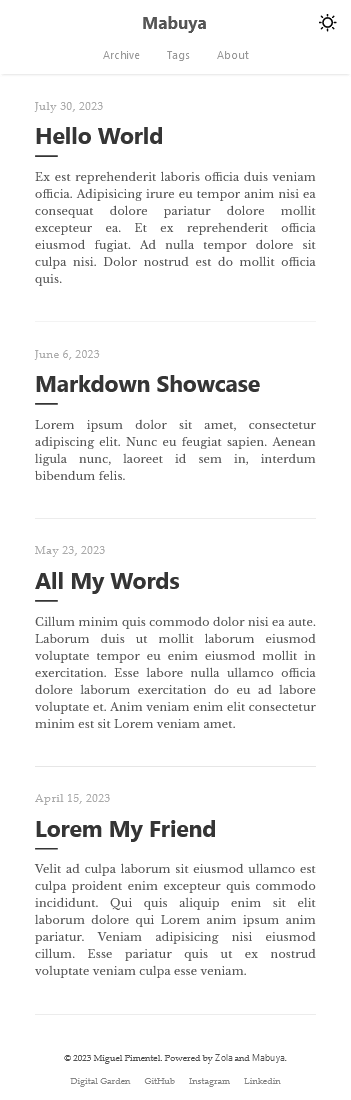 Mabuya
Archive Tags About
July 30, 2023
Hello World
Ex est reprehenderit laboris officia duis veniam
officia. Adipisicing irure eu tempor anim nisi ea
consequat dolore pariatur dolore mollit
excepteur ea. Et ex reprehenderit officia
eiusmod fugiat. Ad nulla tempor dolore sit
culpa nisi. Dolor nostrud est do mollit officia
quis.
June 6, 2023
Markdown Showcase
Lorem ipsum dolor sit amet, consectetur
adipiscing elit. Nunc eu feugiat sapien. Aenean
ligula nunc, laoreet id sem in, interdum
bibendum felis.
May 23, 2023
All My Words
Cillum minim quis commodo dolor nisi ea aute.
Laborum duis ut mollit laborum eiusmod
voluptate tempor eu enim eiusmod mollit in
exercitation. Esse labore nulla ullamco officia
dolore laborum exercitation do eu ad labore
voluptate et. Anim veniam enim elit consectetur
minim est sit Lorem veniam amet.
April 15, 2023
Lorem My Friend
Velit ad culpa laborum sit eiusmod ullamco est
culpa proident enim excepteur quis commodo
incididunt. Qui quis aliquip enim sit elit
laborum dolore qui Lorem anim ipsum anim
pariatur. Veniam adipisicing nisi eiusmod
cillum. Esse pariatur quis ut ex nostrud
voluptate veniam culpa esse veniam.
© 2023 Miguel Pimentel. Powered by Zola and Mabuya.
Digital Garden GitHub Instagram Linkedin